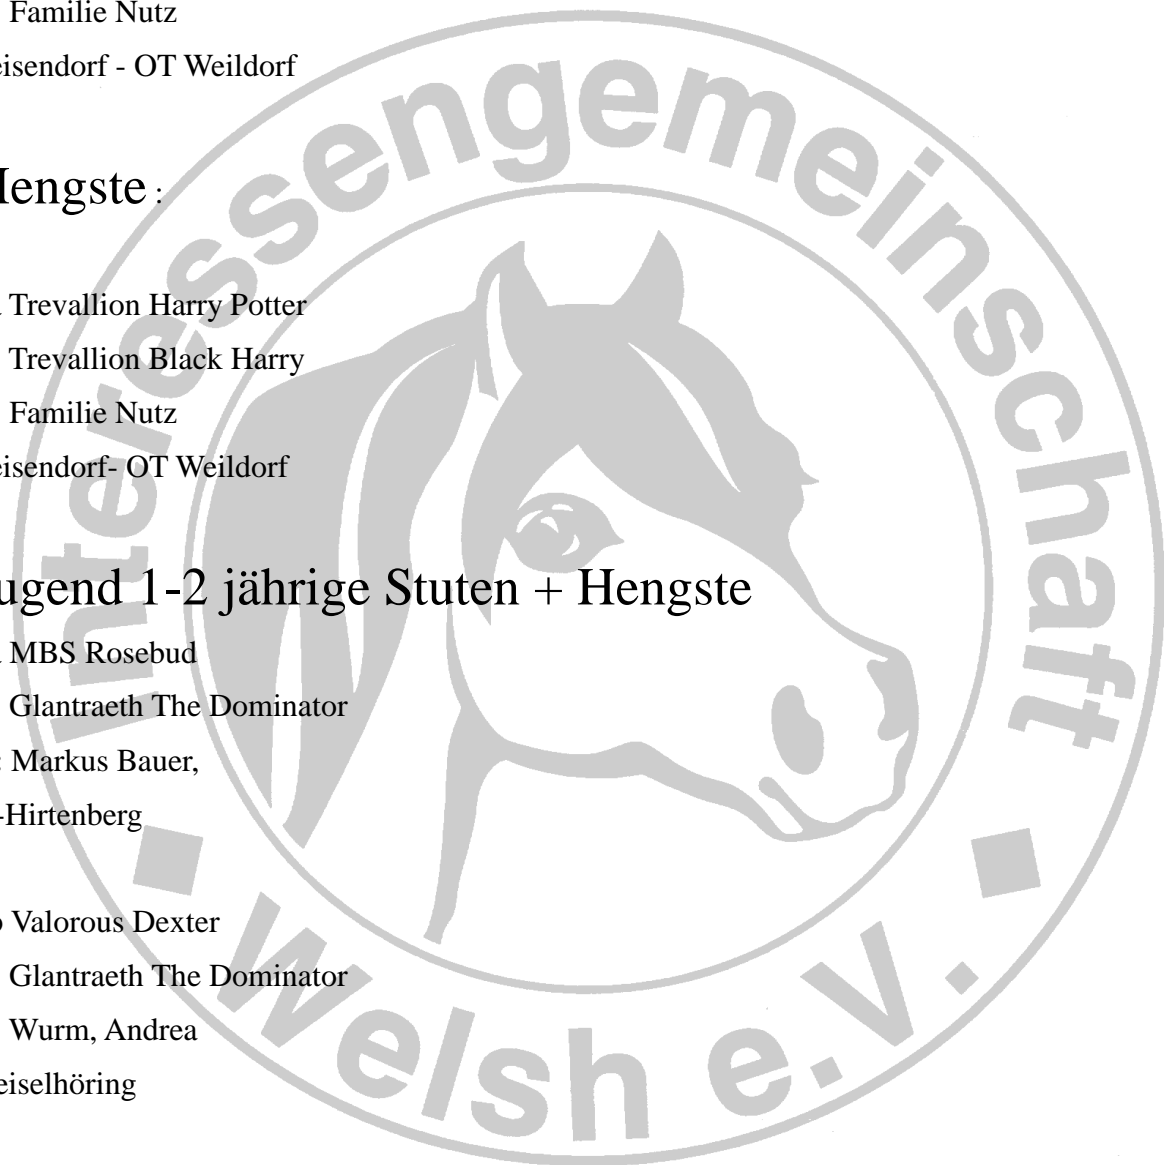 Familie Nutz
eisendorf - OT Weildorf
Hengste :
Trevallion Harry Potter
Trevallion Black Harry
Familie Nutz
eisendorf- OT Weildorf
ugend 1-2 jährige Stuten + Hengste
MBS Rosebud
Glantraeth The Dominator
: Markus Bauer,
-Hirtenberg
Valorous Dexter
Glantraeth The Dominator
Wurm, Andrea
eiselhöring
Interessengemeinschaft
Welsh e.V.